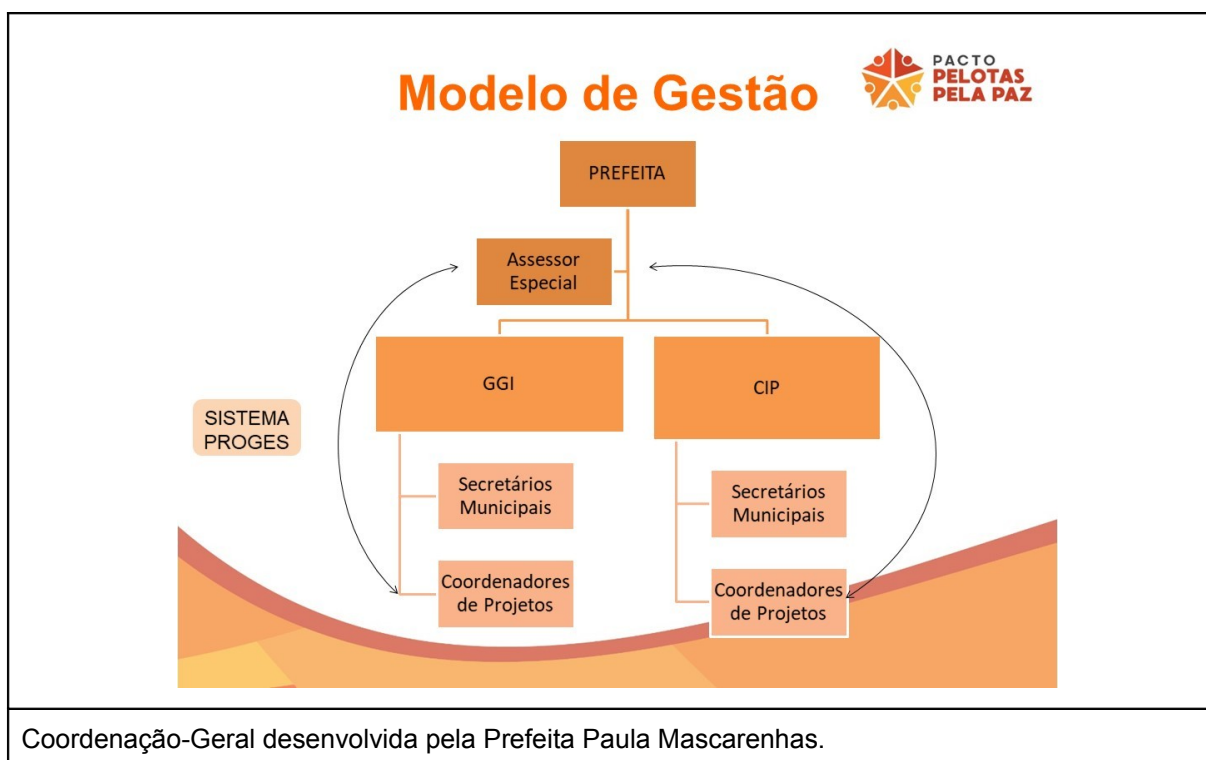 Modelo de Gestão
PACTO
PELOTAS
PELA PAZ
PREFEITA
Assessor
Especial
GGI
CIP
SISTEMA
PROGES
Secretários
Municipais
Secretários
Municipais
Coordenadores
de Projetos
Coordenadores
de Projetos
Coordenação-Geral desenvolvida pela Prefeita Paula Mascarenhas.